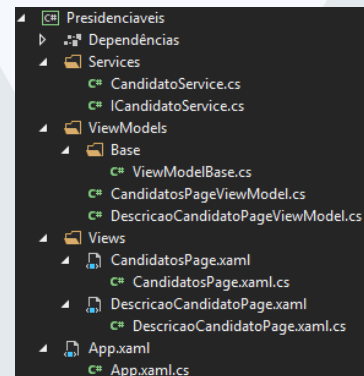 C# Presidenciaveis
Dependências
Services
C# CandidatoService.cs
C# ICandidatoService.cs
ViewModels
Base
C# ViewModelBase.cs
C# CandidatosPageViewModel.cs
C# DescricaoCandidatoPageViewModel.cs
Views
CandidatosPage.xaml
C# CandidatosPage.xaml.cs
DescricaoCandidatoPage.xaml
C# DescricaoCandidatoPage.xaml.cs
App.xaml
C# App.xaml.cs